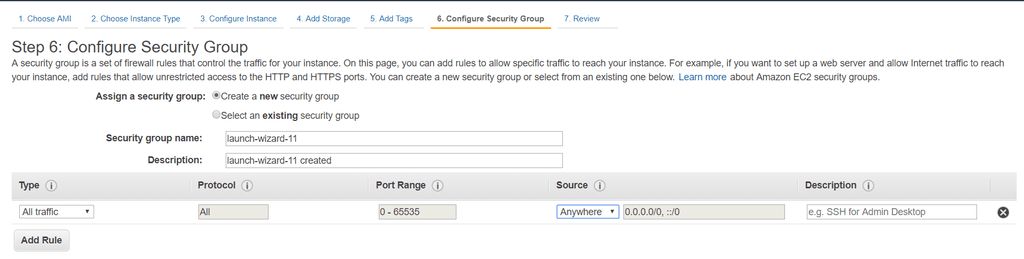 1. Choose AMI 2. Choose Instance Type 3. Configure Instance 4. Add Storage 5. Add Tags 6. Configure Security Group 7. Review
Step 6: Configure Security Group
A security group is a set of firewall rules that control the traffic for your instance. On this page, you can add rules to allow specific traffic to reach your instance. For example, if you want to set up a web server and allow Internet traffic to reach
your instance, add rules that allow unrestricted access to the HTTP and HTTPS ports. You can create a new security group or select from an existing one below. Learn more about Amazon EC2 security groups.
Assign a security group: Create a new security group
Select an existing security group
Security group name: launch-wizard-11
Description: launch-wizard-11 created
Type i Protocol i Port Range i Source i Description i
All traffic All 0 - 65535 Anywhere 0.0.0.0/0, ::/0 e.g. SSH for Admin Desktop
Add Rule